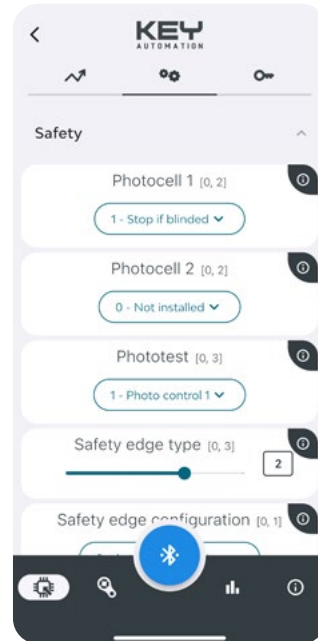 KEY
AUTOMATION
Safety
Photocell 1 [0, 2]
1 - Stop if blinded
Photocell 2 [0, 2]
0 - Not installed
Phototest [0, 3]
1 - Photo control 1
Safety edge type [0, 3]
2
Safety edge configuration [0, 1]